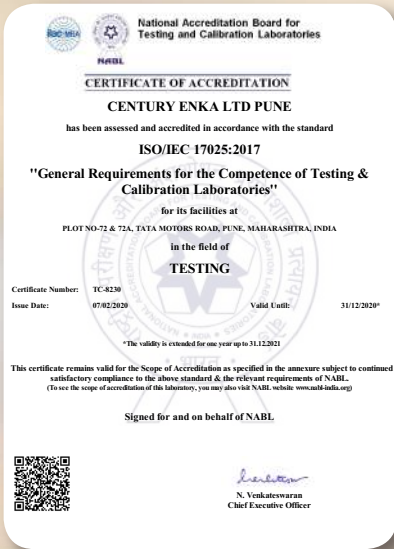 National Accreditation Board for
Testing and Calibration Laboratories
NABL
CERTIFICATE OF ACCREDITATION
CENTURY ENKA LTD PUNE
has been assessed and accredited in accordance with the standard
ISO/IEC 17025:2017
"General Requirements for the Competence of Testing &
Calibration Laboratories"
for its facilities at
PLOT NO-72 & 72A, TATA MOTORS ROAD, PUNE, MAHARASHTRA, INDIA
in the field of
TESTING
Certificate Number: TC-8230
Issue Date: 07/02/2020 Valid Until: 31/12/2020*
*The validity is extended for one year up to 31.12.2021
This certificate remains valid for the Scope of Accreditation as specified in the annexure subject to continued
satisfactory compliance to the above standard & the relevant requirements of NABL.
(To see the scope of accreditation of this laboratory, you may also visit NABL website www.nabl-india.org)
Signed for and on behalf of NABL
N. Venkateswaran
Chief Executive Officer